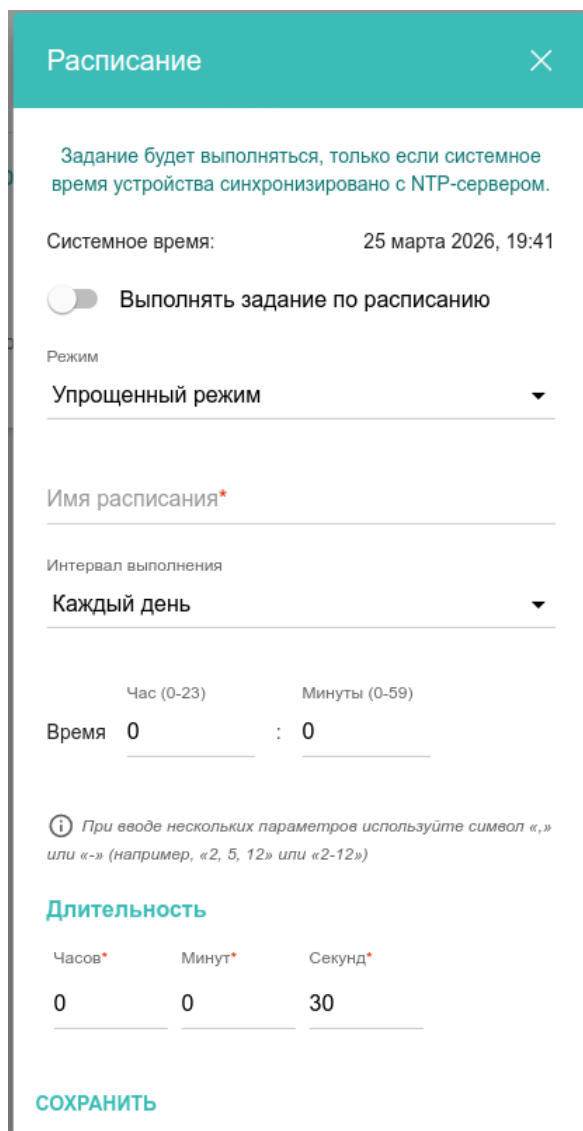 Расписание
Задание будет выполняться, только если системное
время устройства синхронизировано с NTP-сервером.
Системное время: 25 марта 2026, 19:41
Выполнять задание по расписанию
Режим
Упрощенный режим
Имя расписания*
Интервал выполнения
Каждый день
Час (0-23) Минуты (0-59)
Время 0 : 0
При вводе нескольких параметров используйте символ «,»
или «-» (например, «2, 5, 12» или «2-12»)
Длительность
Часов* Минут* Секунд*
0 0 30
СОХРАНИТЬ